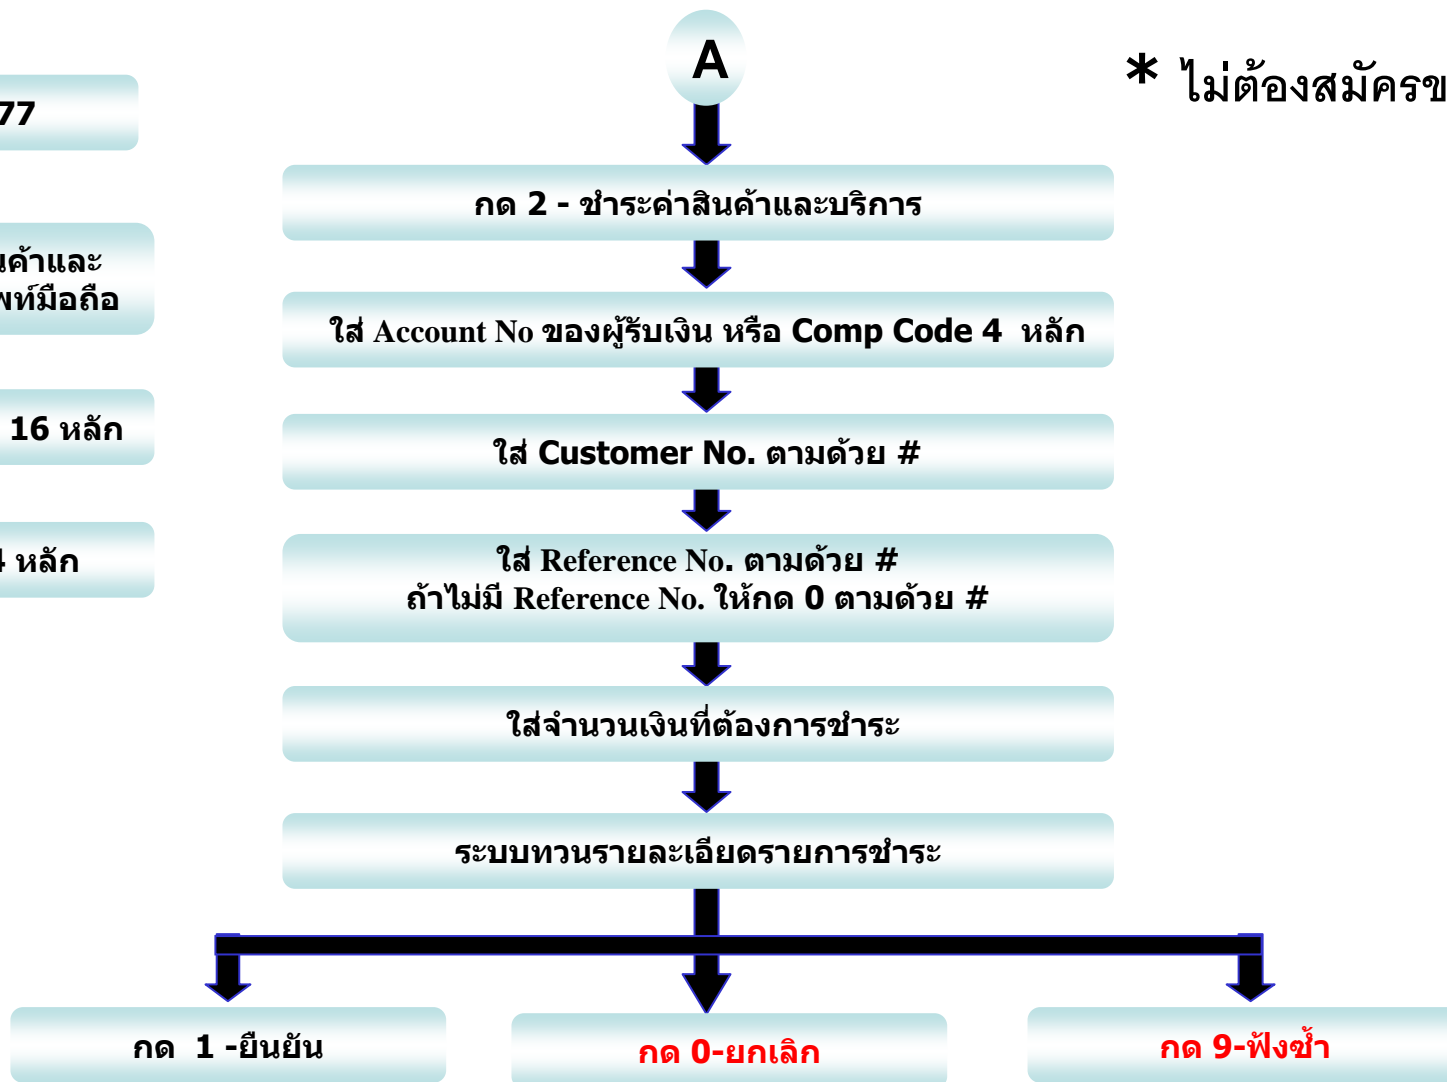 A
* ไม่ต้องสมัคร
77
กด 2 - ชำระค่าสินค้าและบริการ
ค้าและ
มือถือ
ใส่ Account No ของผู้รับเงิน หรือ Comp Code 4 หลัก
16 หลัก
ใส่ Customer No. ตามด้วย #
หลัก
ใส่ Reference No. ตามด้วย #
ถ้าไม่มี Reference No. ให้กด 0 ตามด้วย #
ใส่จำนวนเงินที่ต้องการชำระ
ระบบทวนรายละเอียดรายการชำระ
กด 1 -ยืนยัน
กด 0-ยกเลิก
กด 9-ฟังซ้ำ